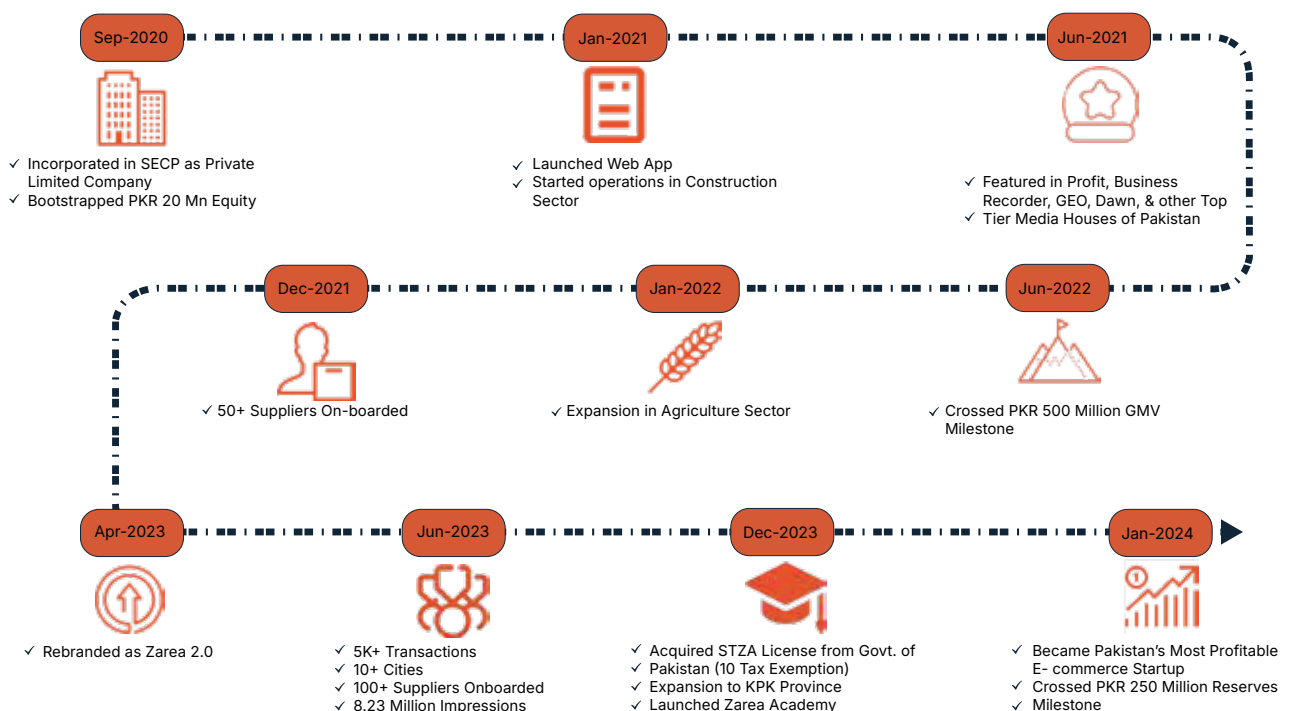 Sep-2020
Jan-2021
Jun-2021
✓ Incorporated in SECP as Private
Limited Company
✓ Bootstrapped PKR 20 Mn Equity
✓ Launched Web App
✓ Started operations in Construction
Sector
✓ Featured in Profit, Business
Recorder, GEO, Dawn, & other Top
✓ Tier Media Houses of Pakistan
Dec-2021
Jan-2022
Jun-2022
✓ 50+ Suppliers On-boarded
✓ Expansion in Agriculture Sector
✓ Crossed PKR 500 Million GMV
Milestone
Apr-2023
Jun-2023
Dec-2023
Jan-2024
1
✓ Rebranded as Zarea 2.0
✓ 5K+ Transactions
✓ 10+ Cities
✓ 100+ Suppliers Onboarded
✓ 8.23 Million Impressions
✓ Acquired STZA License from Govt. of
✓ Pakistan (10 Tax Exemption)
✓ Expansion to KPK Province
✓ Launched Zarea Academy
✓ Became Pakistan’s Most Profitable
E- commerce Startup
✓ Crossed PKR 250 Million Reserves
✓ Milestone